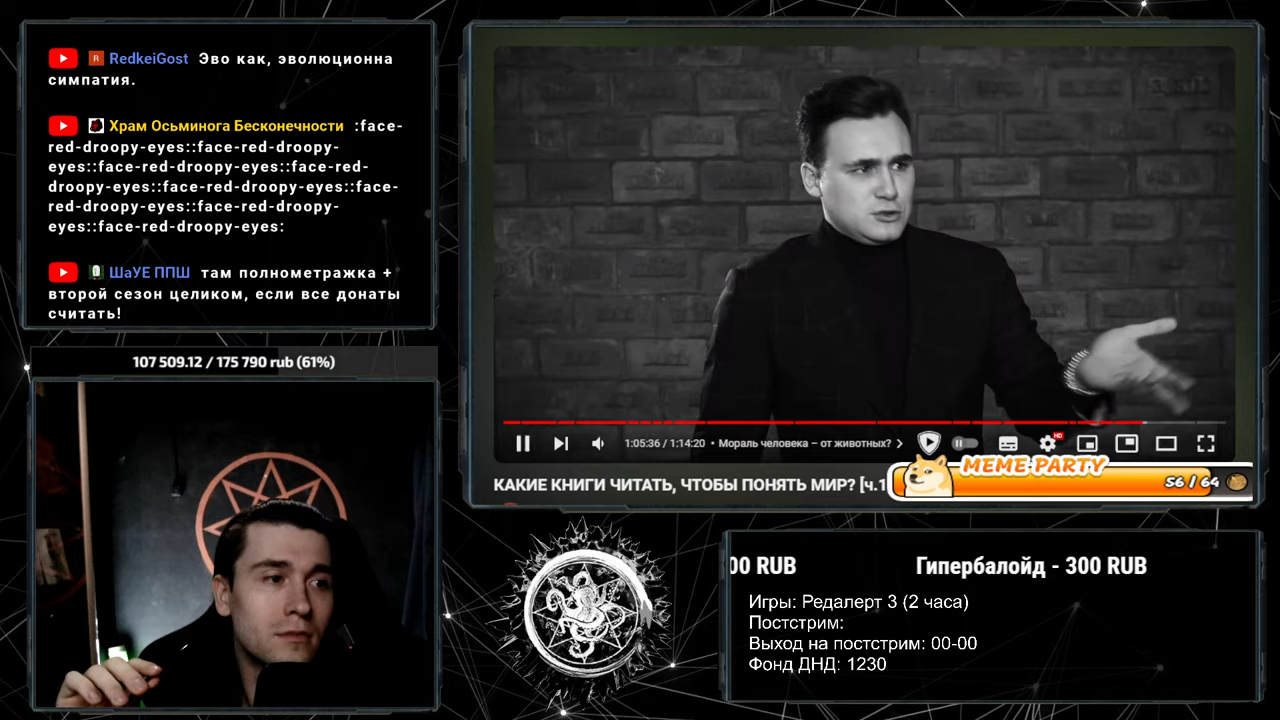 RedkeiGost Эво как, эволюционна
симпатия.
Храм Осьминога Бесконечности :face-
red-droopy-eyes::face-red-droopy-
eyes::face-red-droopy-eyes::face-red-
droopy-eyes::face-red-droopy-eyes::face-
red-droopy-eyes::face-red-droopy-
eyes::face-red-droopy-eyes:
ШаУЕ ППШ там полнометражка +
второй сезон целиком, если все донаты
считать!
107 509.12 / 175 790 rub (61%)
1:05:36 / 1:14:20 • Мораль человека – от животных?
HD
MEME PARTY
56 / 64
КАКИЕ КНИГИ ЧИТАТЬ, ЧТОБЫ ПОНЯТЬ МИР? [ч.1
00 RUB Гипербалойд - 300 RUB
Игры: Редалерт 3 (2 часа)
Постстрим:
Выход на постстрим: 00-00
Фонд ДНД: 1230